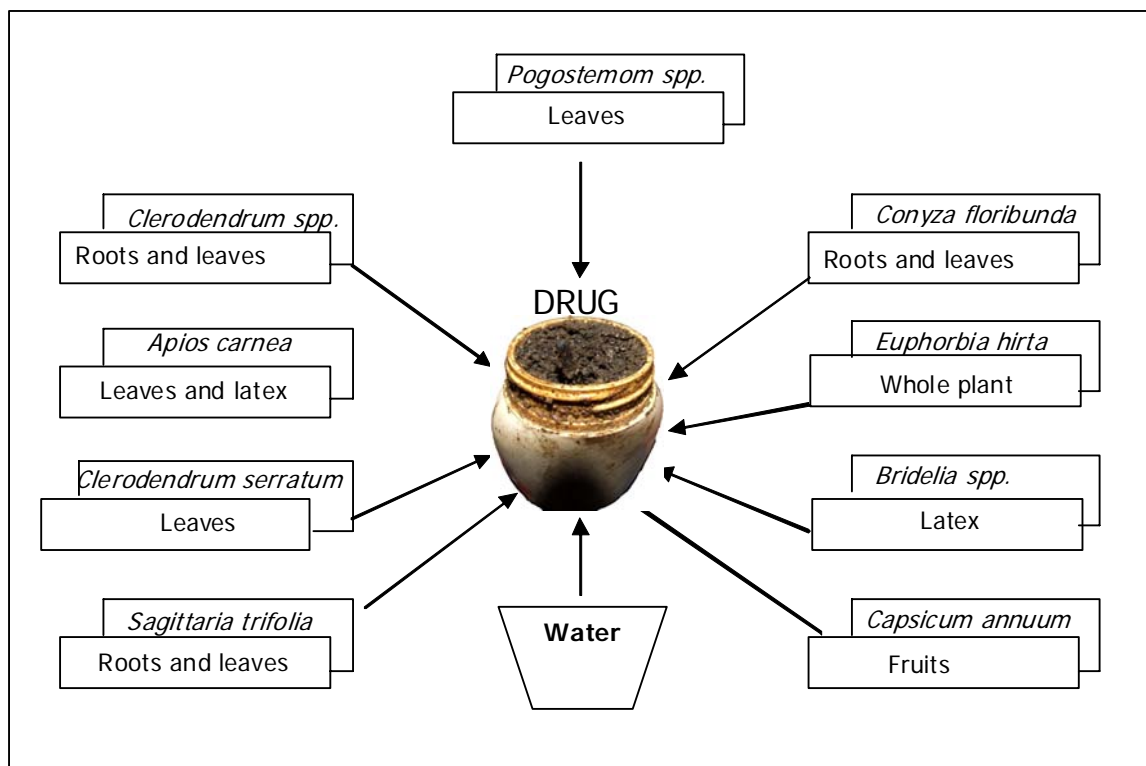 Pogostemom spp.
Leaves
Clerodendrum spp.
Roots and leaves
Conyza floribunda
Roots and leaves
DRUG
Apios carnea
Leaves and latex
Euphorbia hirta
Whole plant
Clerodendrum serratum
Leaves
Bridelia spp.
Latex
Sagittaria trifolia
Roots and leaves
Water
Capsicum annuum
Fruits